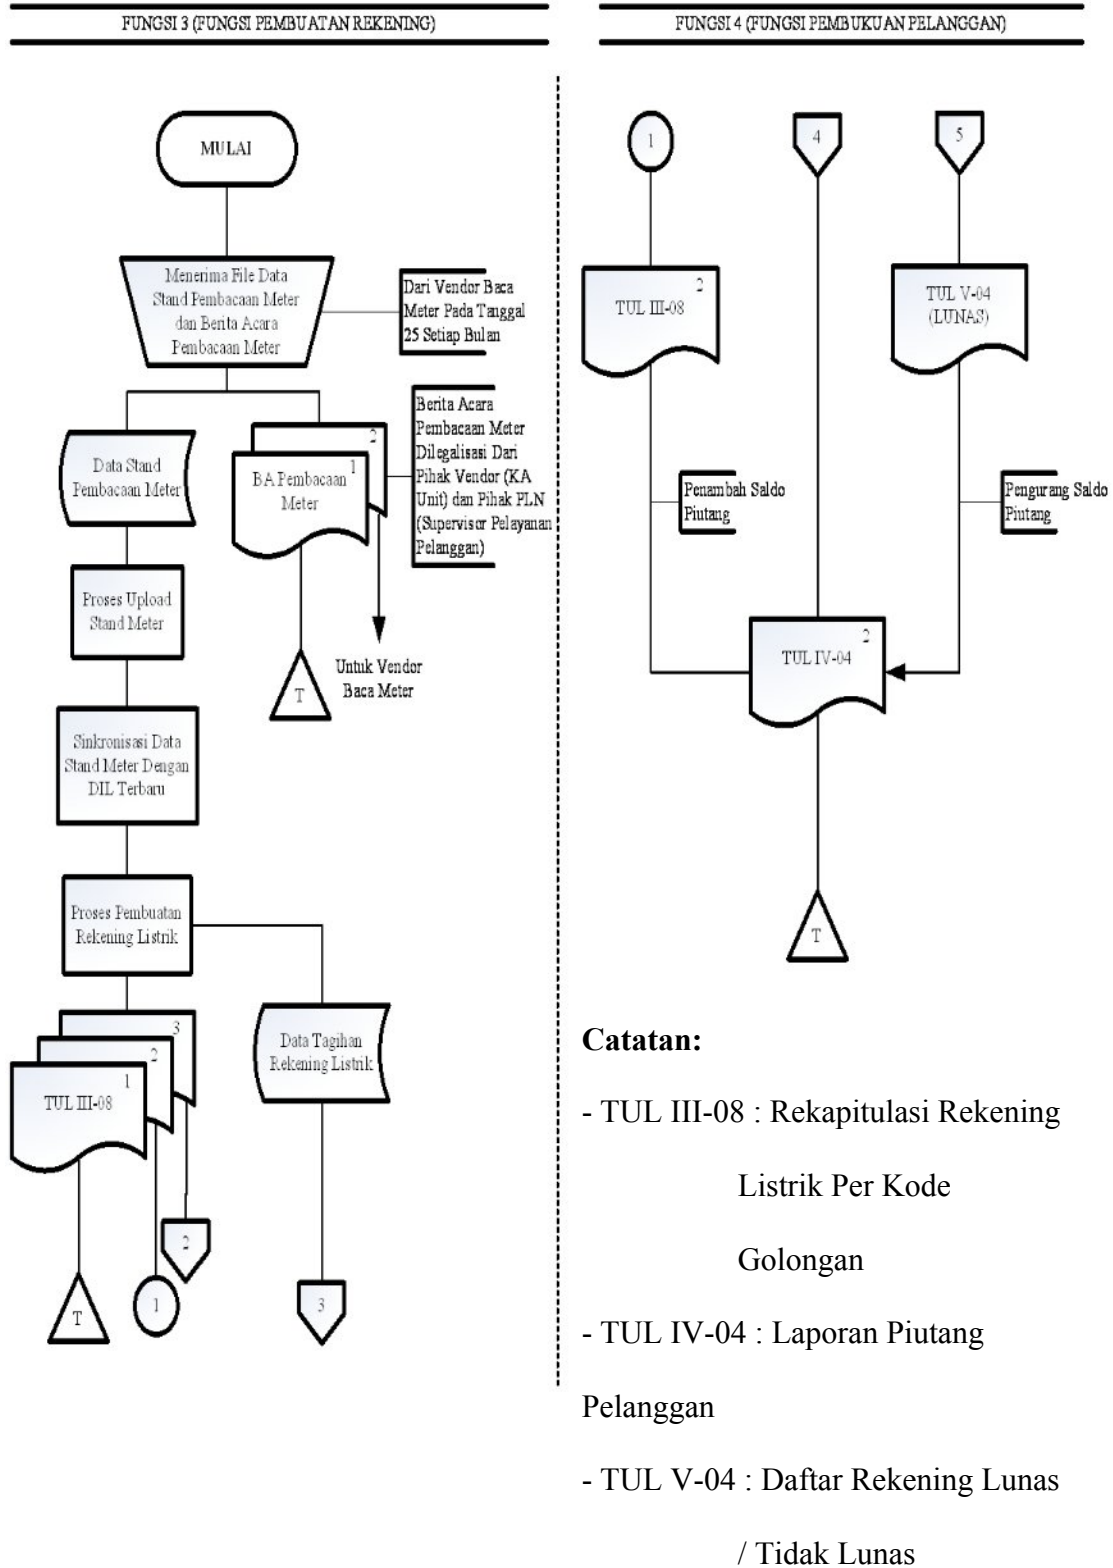 FUNGSI 3 (FUNGSI PEMBUATAN REKENING)
MULAI
Menerima File Data
Stand Pembacaan Meter
dan Berita Acara
Pembacaan Meter
Dari Vendor Baca
Meter Pada Tanggal
25 Setiap Bulan
Data Stand
Pembacaan Meter
2
1
BA Pembacaan
Meter
Berita Acara
Pembacaan Meter
Dilegalisasi Dari
Pihak Vendor (KA
Unit) dan Pihak PLN
(Supervisor Pelayanan
Pelanggan)
Proses Upload
Stand Meter
T
Untuk Vendor
Baca Meter
Sinkronisasi Data
Stand Meter Dengan
DIL Terbaru
Proses Pembuatan
Rekening Listrik
3
2
1
TUL III-08
Data Tagihan
Rekening Listrik
2
T
1
3
FUNGSI 4 (FUNGSI PEMBUKUAN PELANGGAN)
1
4
5
2
TUL III-08
TUL V-04
(LUNAS)
Penambah Saldo
Piutang
Pengurang Saldo
Piutang
2
TUL IV-04
T
Catatan:
- TUL III-08 : Rekapitulasi Rekening
Listrik Per Kode
Golongan
- TUL IV-04 : Laporan Piutang
Pelanggan
- TUL V-04 : Daftar Rekening Lunas
/ Tidak Lunas